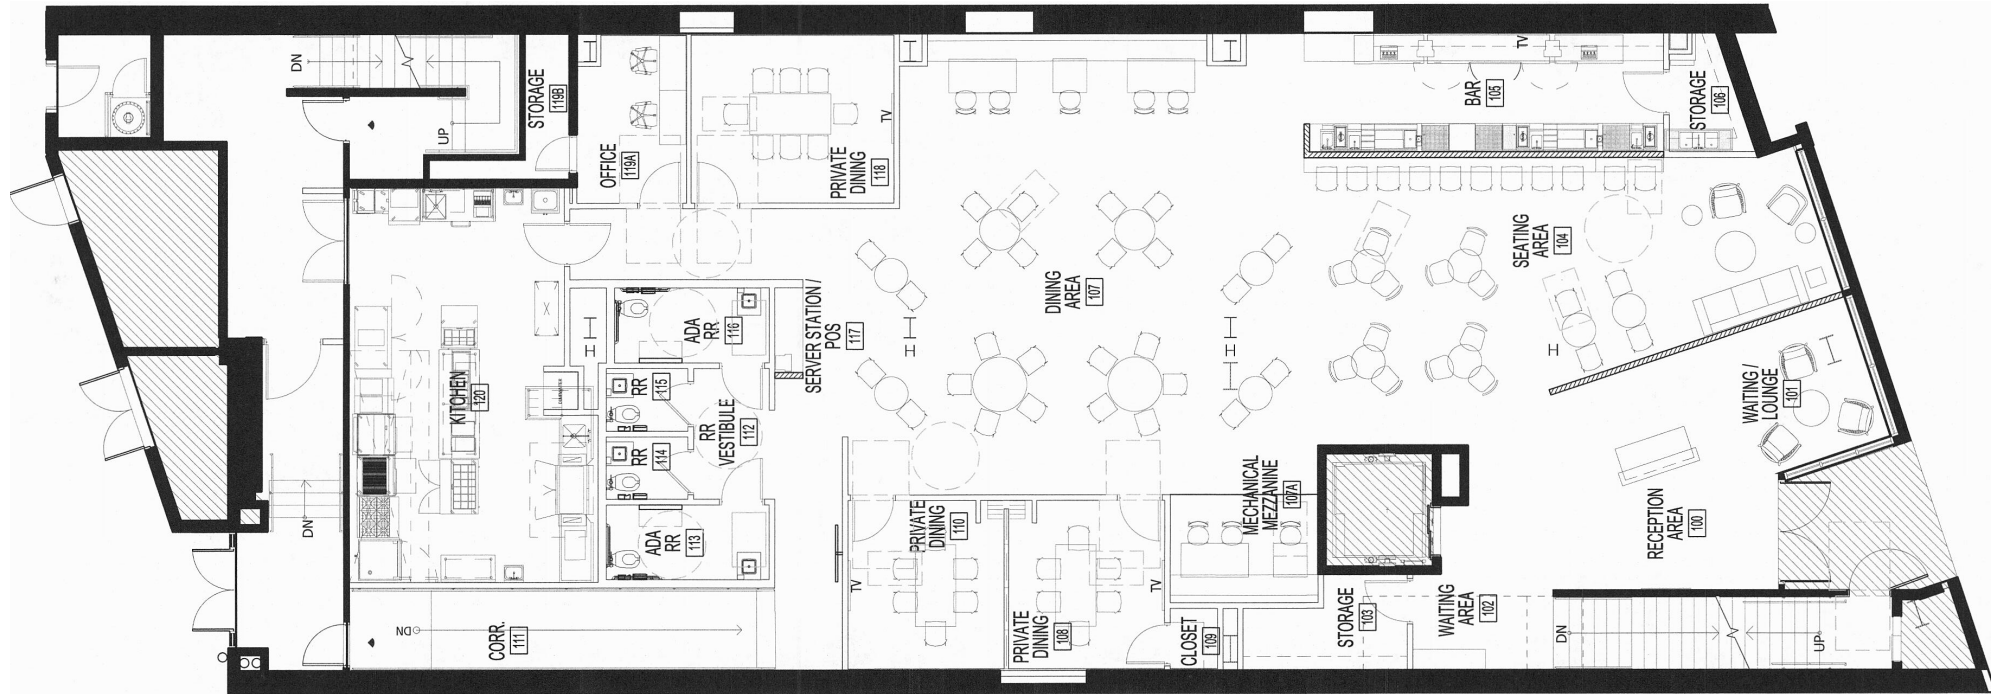 DN
UP
STORAGE
119B
OFFICE
119A
PRIVATE
DINING
118
TV
TV
BAR
105
STORAGE
106
SEATING
AREA
104
DINING
AREA
107
SERVER STATION /
POS
117
ADA
RR
116
RR
115
RR
114
RR
VESTIBULE
112
ADA
RR
113
KITCHEN
120
DN
CORR.
111
DN
TV
PRIVATE
DINING
110
PRIVATE
DINING
108
TV
CLOSET
109
MECHANICAL
MEZZANINE
107A
STORAGE
103
WAITING
AREA
102
RECEPTION
AREA
100
WAITING /
LOUNGE
101
DN
UP